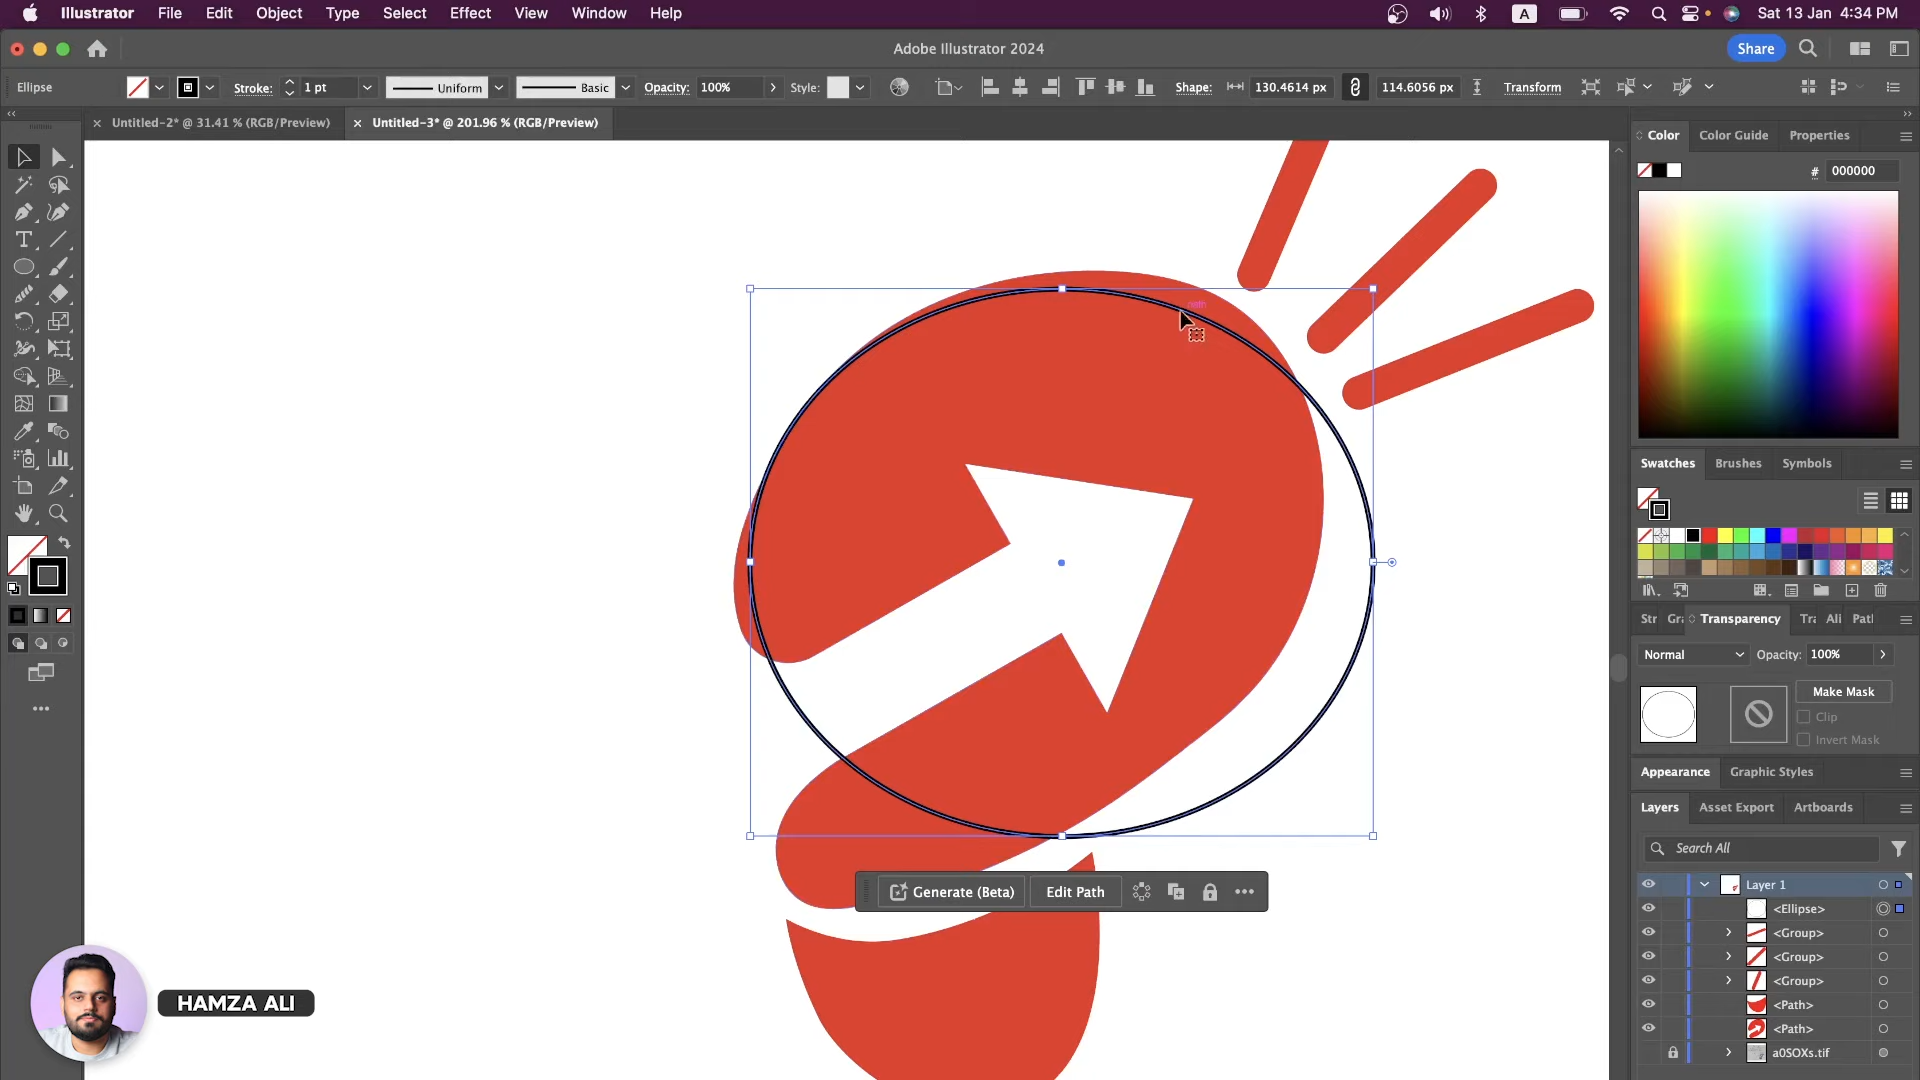 Illustrator File Edit Object Type Select Effect View Window Help A Sat 13 Jan 4:34 PM
Adobe Illustrator 2024 Share
Ellipse Stroke: 1 pt Uniform Basic Opacity: 100% Style: Shape: 130.4614 px 114.6056 px Transform
× Untitled-2* @ 31.41 % (RGB/Preview) × Untitled-3* @ 201.96 % (RGB/Preview)
Color Color Guide Properties
# 000000
path
Swatches Brushes Symbols
Str Gra Transparency Tra Ali Patl
Normal Opacity: 100%
Make Mask
Clip
Invert Mask
Appearance Graphic Styles
Layers Asset Export Artboards
Search All
Layer 1
<Ellipse>
<Group>
<Group>
<Group>
<Path>
<Path>
a0SOXs.tif
Generate (Beta) Edit Path
HAMZA ALI